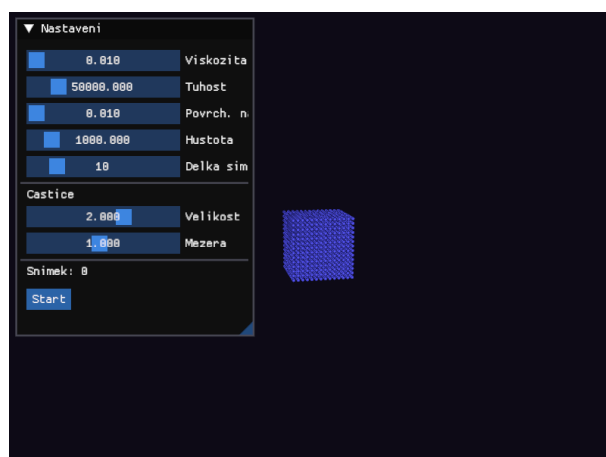 Nastaveni
0.010 Viskozita
50000.000 Tuhost
0.010 Povrch. n
1000.000 Hustota
10 Delka sim
Castice
2.000 Velikost
1.000 Mezera
Snimek: 0
Start